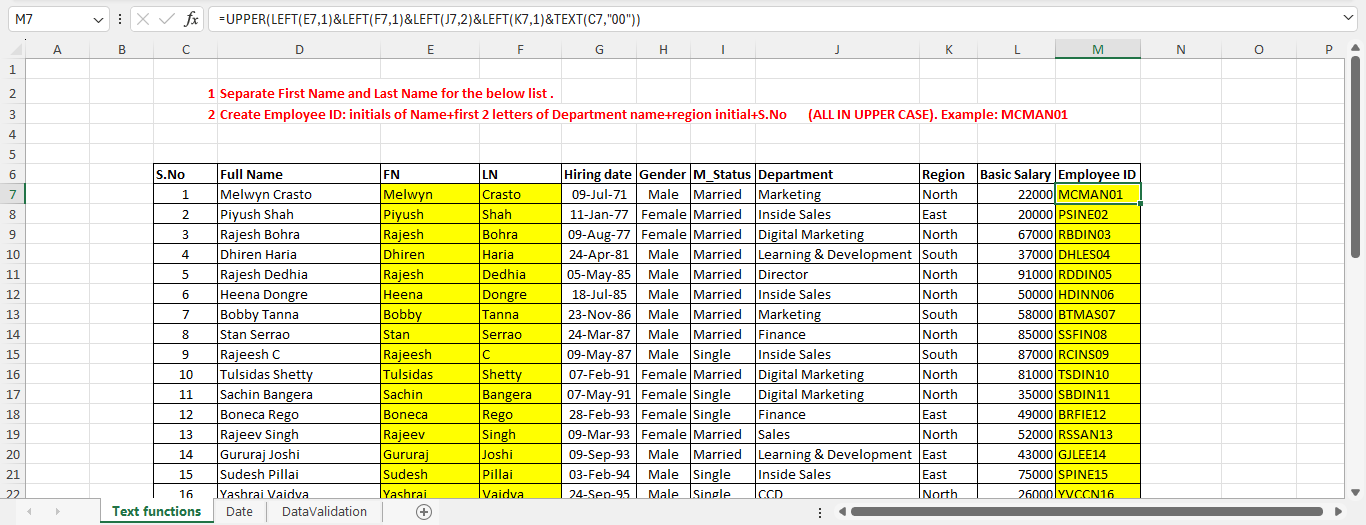 M7 fx =UPPER(LEFT(E7,1)&LEFT(F7,1)&LEFT(J7,2)&LEFT(K7,1)&TEXT(C7,"00"))
A B C D E F G H I J K L M N O P
1
2 1 Separate First Name and Last Name for the below list .
3 2 Create Employee ID: initials of Name+first 2 letters of Department name+region initial+S.No (ALL IN UPPER CASE). Example: MCMAN01
4
5
6 S.No Full Name FN LN Hiring date Gender M_Status Department Region Basic Salary Employee ID
7 1 Melwyn Crasto Melwyn Crasto 09-Jul-71 Male Married Marketing North 22000 MCMAN01
8 2 Piyush Shah Piyush Shah 11-Jan-77 Female Married Inside Sales East 20000 PSINE02
9 3 Rajesh Bohra Rajesh Bohra 09-Aug-77 Female Married Digital Marketing North 67000 RBDIN03
10 4 Dhiren Haria Dhiren Haria 24-Apr-81 Male Married Learning & Development South 37000 DHLES04
11 5 Rajesh Dedhia Rajesh Dedhia 05-May-85 Male Married Director North 91000 RDDIN05
12 6 Heena Dongre Heena Dongre 18-Jul-85 Male Married Inside Sales North 50000 HDINN06
13 7 Bobby Tanna Bobby Tanna 23-Nov-86 Male Married Marketing South 58000 BTMAS07
14 8 Stan Serrao Stan Serrao 24-Mar-87 Male Married Finance North 85000 SSFIN08
15 9 Rajeesh C Rajeesh C 09-May-87 Male Single Inside Sales South 87000 RCINS09
16 10 Tulsidas Shetty Tulsidas Shetty 07-Feb-91 Female Married Digital Marketing North 81000 TSDIN10
17 11 Sachin Bangera Sachin Bangera 07-May-91 Female Single Digital Marketing North 35000 SBDIN11
18 12 Boneca Rego Boneca Rego 28-Feb-93 Female Single Finance East 49000 BRFIE12
19 13 Rajeev Singh Rajeev Singh 09-Mar-93 Female Married Sales North 52000 RSSAN13
20 14 Gururaj Joshi Gururaj Joshi 09-Sep-93 Male Married Learning & Development East 43000 GJLEE14
21 15 Sudesh Pillai Sudesh Pillai 03-Feb-94 Male Single Inside Sales East 75000 SPINE15
22 16 Yashraj Vaidya Yashraj Vaidya 24-Sep-95 Male Single CCD North 26000 YVCCN16
Text functions Date DataValidation